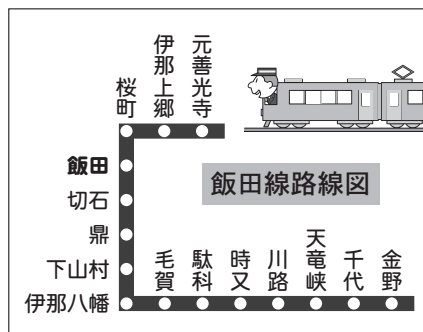 元善光寺
伊那上郷
桜町
飯田
切石
鼎
下山村
伊那八幡
毛賀
駄科
時又
川路
天竜峡
千代
金野
飯田線路線図